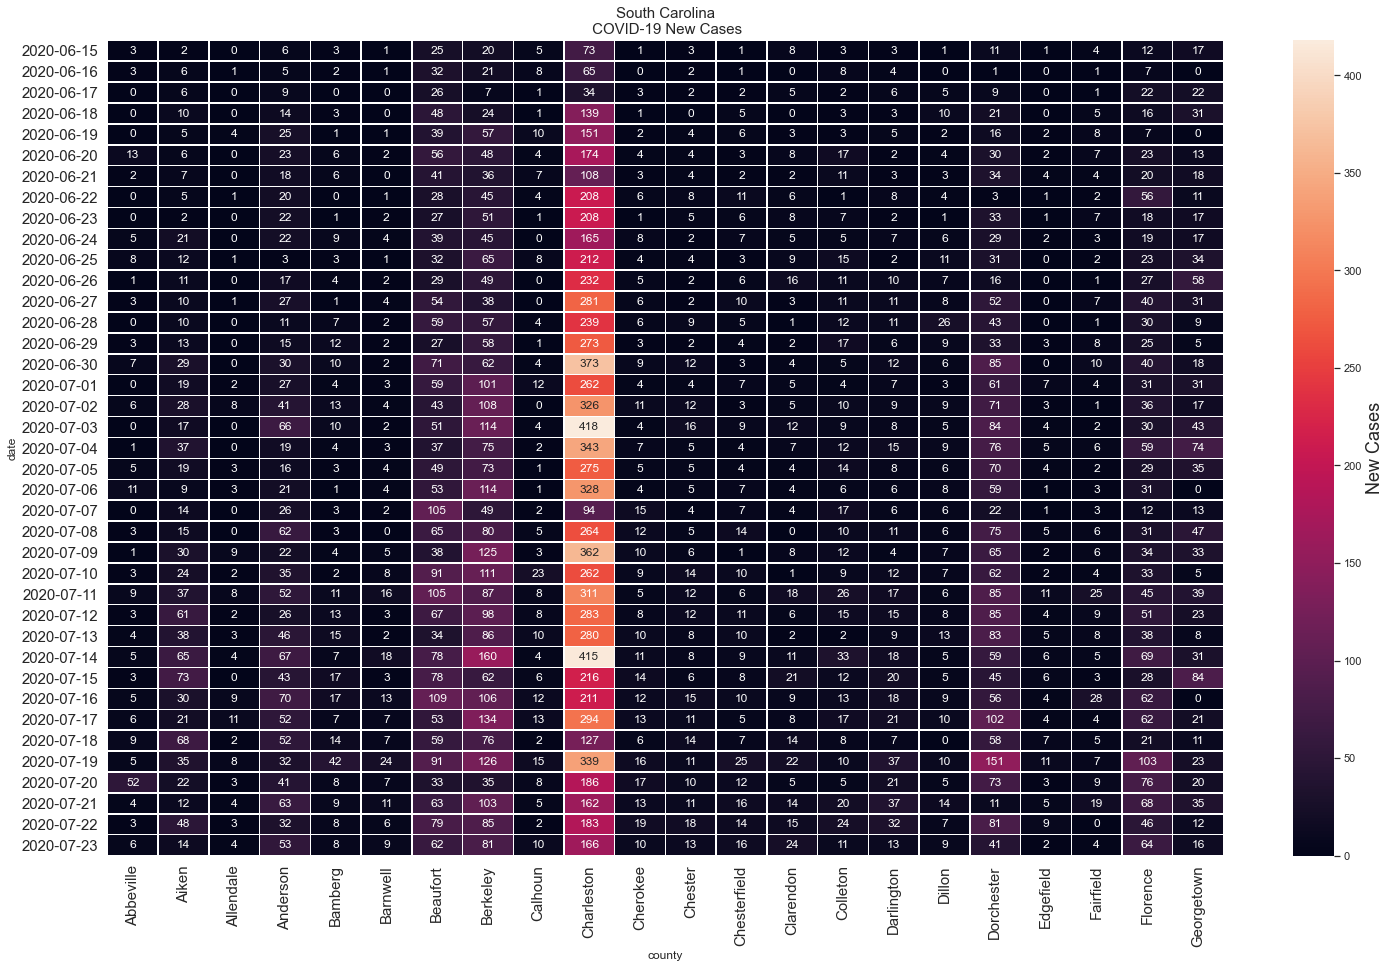 South Carolina
COVID-19 New Cases
2020-06-15 3 2 0 6 3 1 25 20 5 73 1 3 1 8 3 3 1 11 1 4 12 17
2020-06-16 3 6 1 5 2 1 32 21 8 65 0 2 1 0 8 4 0 1 0 1 7 0
2020-06-17 0 6 0 9 0 0 26 7 1 34 3 2 2 5 2 6 5 9 0 1 22 22
2020-06-18 0 10 0 14 3 0 48 24 1 139 1 0 5 0 3 3 10 21 0 5 16 31
2020-06-19 0 5 4 25 1 1 39 57 10 151 2 4 6 3 3 5 2 16 2 8 7 0
2020-06-20 13 6 0 23 6 2 56 48 4 174 4 4 3 8 17 2 4 30 2 7 23 13
2020-06-21 2 7 0 18 6 0 41 36 7 108 3 4 2 2 11 3 3 34 4 4 20 18
2020-06-22 0 5 1 20 0 1 28 45 4 208 6 8 11 6 1 8 4 3 1 2 56 11
2020-06-23 0 2 0 22 1 2 27 51 1 208 1 5 6 8 7 2 1 33 1 7 18 17
2020-06-24 5 21 0 22 9 4 39 45 0 165 8 2 7 5 5 7 6 29 2 3 19 17
2020-06-25 8 12 1 3 3 1 32 65 8 212 4 4 3 9 15 2 11 31 0 2 23 34
2020-06-26 1 11 0 17 4 2 29 49 0 232 5 2 6 16 11 10 7 16 0 1 27 58
2020-06-27 3 10 1 27 1 4 54 38 0 281 6 2 10 3 11 11 8 52 0 7 40 31
2020-06-28 0 10 0 11 7 2 59 57 4 239 6 9 5 1 12 11 26 43 0 1 30 9
2020-06-29 3 13 0 15 12 2 27 58 1 273 3 2 4 2 17 6 9 33 3 8 25 5
2020-06-30 7 29 0 30 10 2 71 62 4 373 9 12 3 4 5 12 6 85 0 10 40 18
2020-07-01 0 19 2 27 4 3 59 101 12 262 4 4 7 5 4 7 3 61 7 4 31 31
2020-07-02 6 28 8 41 13 4 43 108 0 326 11 12 3 5 10 9 9 71 3 1 36 17
2020-07-03 0 17 0 66 10 2 51 114 4 418 4 16 9 12 9 8 5 84 4 2 30 43
2020-07-04 1 37 0 19 4 3 37 75 2 343 7 5 4 7 12 15 9 76 5 6 59 74
2020-07-05 5 19 3 16 3 4 49 73 1 275 5 5 4 4 14 8 6 70 4 2 29 35
2020-07-06 11 9 3 21 1 4 53 114 1 328 4 5 7 4 6 6 8 59 1 3 31 0
2020-07-07 0 14 0 26 3 2 105 49 2 94 15 4 7 4 17 6 6 22 1 3 12 13
2020-07-08 3 15 0 62 3 0 65 80 5 264 12 5 14 0 10 11 6 75 5 6 31 47
2020-07-09 1 30 9 22 4 5 38 125 3 362 10 6 1 8 12 4 7 65 2 6 34 33
2020-07-10 3 24 2 35 2 8 91 111 23 262 9 14 10 1 9 12 7 62 2 4 33 5
2020-07-11 9 37 8 52 11 16 105 87 8 311 5 12 6 18 26 17 6 85 11 25 45 39
2020-07-12 3 61 2 26 13 3 67 98 8 283 8 12 11 6 15 15 8 85 4 9 51 23
2020-07-13 4 38 3 46 15 2 34 86 10 280 10 8 10 2 2 9 13 83 5 8 38 8
2020-07-14 5 65 4 67 7 18 78 160 4 415 11 8 9 11 33 18 5 59 6 5 69 31
2020-07-15 3 73 0 43 17 3 78 62 6 216 14 6 8 21 12 20 5 45 6 3 28 84
2020-07-16 5 30 9 70 17 13 109 106 12 211 12 15 10 9 13 18 9 56 4 28 62 0
2020-07-17 6 21 11 52 7 7 53 134 13 294 13 11 5 8 17 21 10 102 4 4 62 21
2020-07-18 9 68 2 52 14 7 59 76 2 127 6 14 7 14 8 7 0 58 7 5 21 11
2020-07-19 5 35 8 32 42 24 91 126 15 339 16 11 25 22 10 37 10 151 11 7 103 23
2020-07-20 52 22 3 41 8 7 33 35 8 186 17 10 12 5 5 21 5 73 3 9 76 20
2020-07-21 4 12 4 63 9 11 63 103 5 162 13 11 16 14 20 37 14 11 5 19 68 35
2020-07-22 3 48 3 32 8 6 79 85 2 183 19 18 14 15 24 32 7 81 9 0 46 12
2020-07-23 6 14 4 53 8 9 62 81 10 166 10 13 16 24 11 13 9 41 2 4 64 16
Abbeville Aiken Allendale Anderson Bamberg Barnwell Beaufort Berkeley Calhoun Charleston Cherokee Chester Chesterfield Clarendon Colleton Darlington Dillon Dorchester Edgefield Fairfield Florence Georgetown
county
date
400
350
300
250
200
150
100
50
0
New Cases